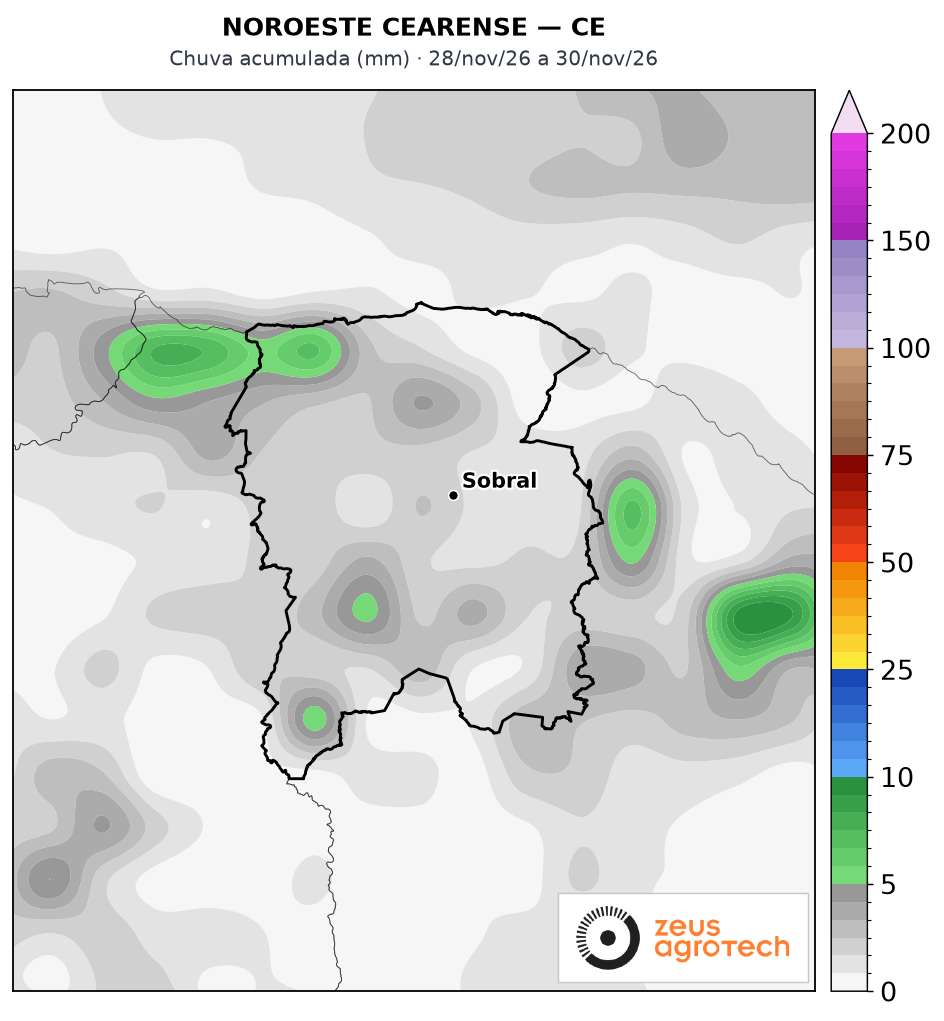 NOROESTE CEARENSE — CE
Chuva acumulada (mm) · 28/nov/26 a 30/nov/26
200
150
100
75
50
25
10
5
0
Sobral
zeus
agrotech